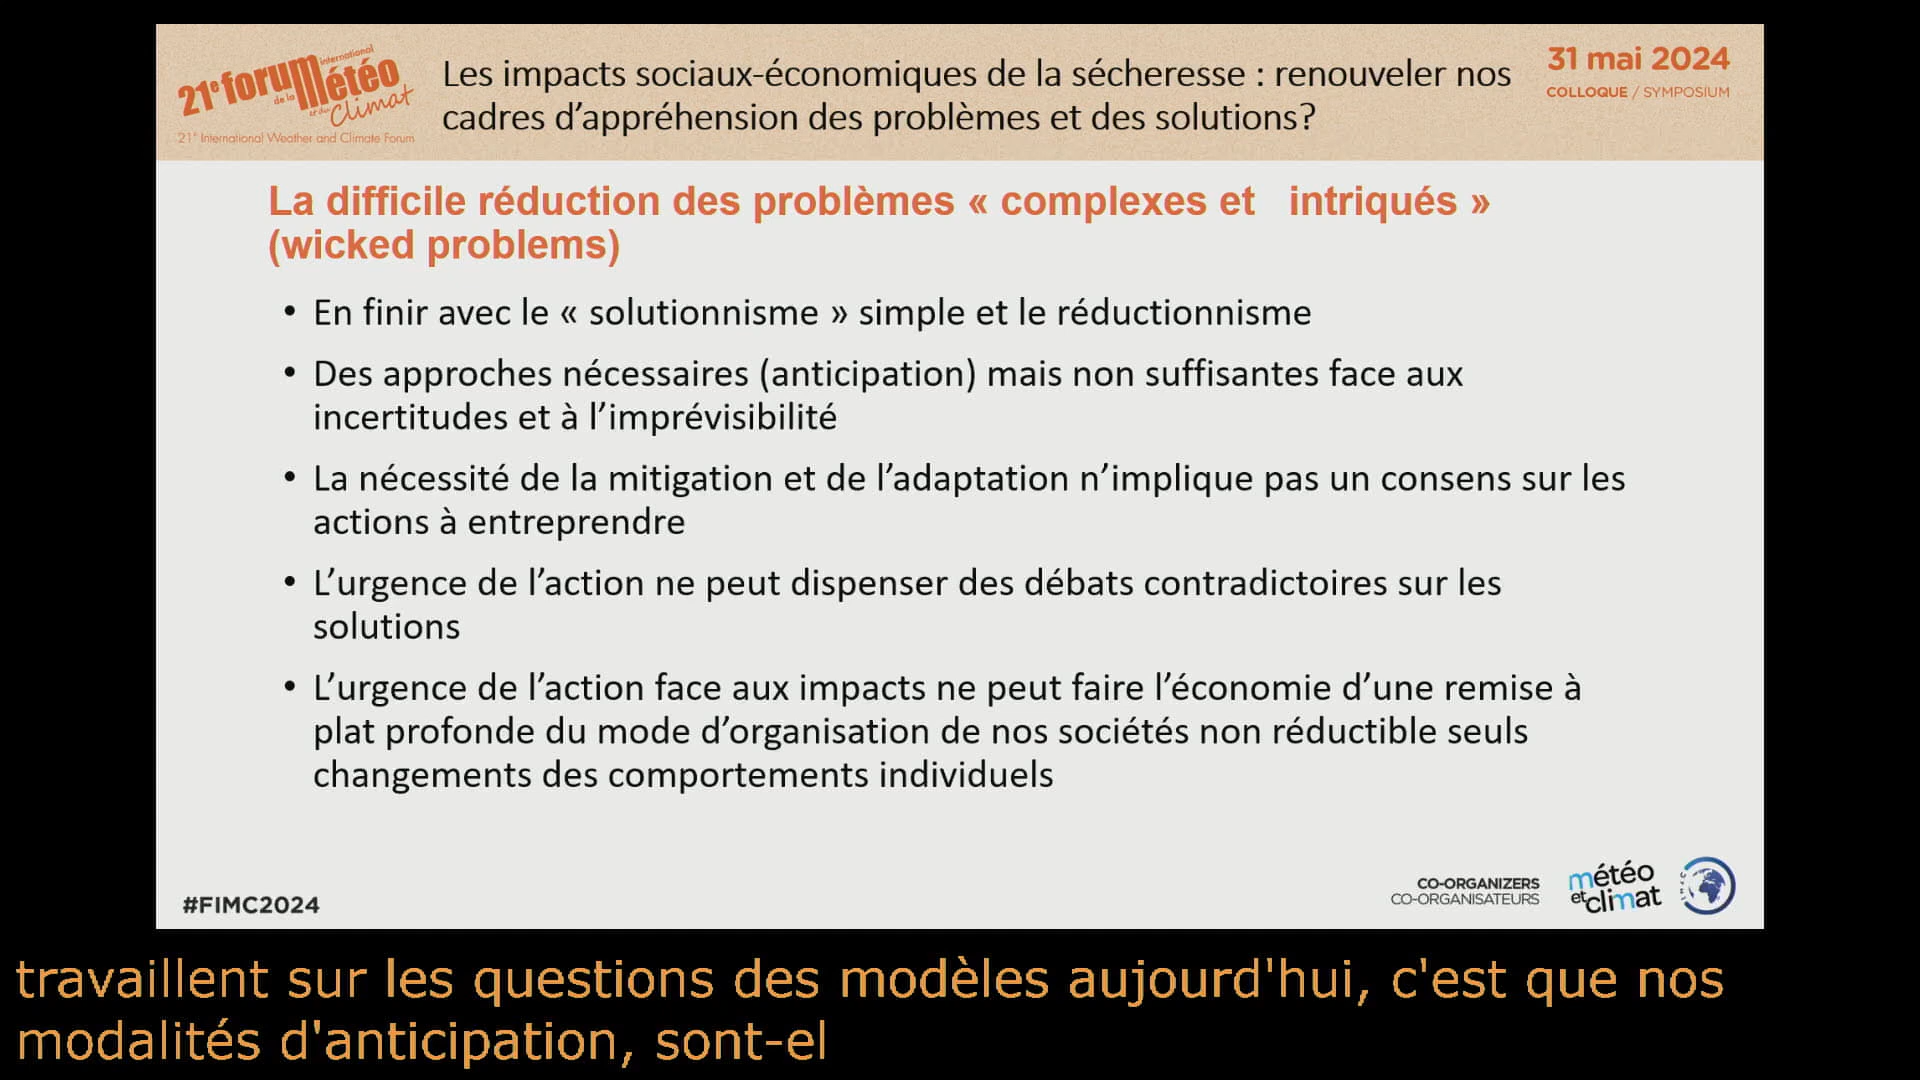 21e forum international
de la météo
et du Climat
21e International Weather and Climate Forum
Les impacts sociaux-économiques de la sécheresse : renouveler nos
cadres d’appréhension des problèmes et des solutions?
31 mai 2024
COLLOQUE / SYMPOSIUM
La difficile réduction des problèmes « complexes et intriqués »
(wicked problems)
• En finir avec le « solutionnisme » simple et le réductionnisme
• Des approches nécessaires (anticipation) mais non suffisantes face aux
incertitudes et à l’imprévisibilité
• La nécessité de la mitigation et de l’adaptation n’implique pas un consens sur les
actions à entreprendre
• L’urgence de l’action ne peut dispenser des débats contradictoires sur les
solutions
• L’urgence de l’action face aux impacts ne peut faire l’économie d’une remise à
plat profonde du mode d’organisation de nos sociétés non réductible seuls
changements des comportements individuels
#FIMC2024
CO-ORGANIZERS
CO-ORGANISATEURS
météo
et climat
travaillent sur les questions des modèles aujourd'hui, c'est que nos
modalités d'anticipation, sont-el